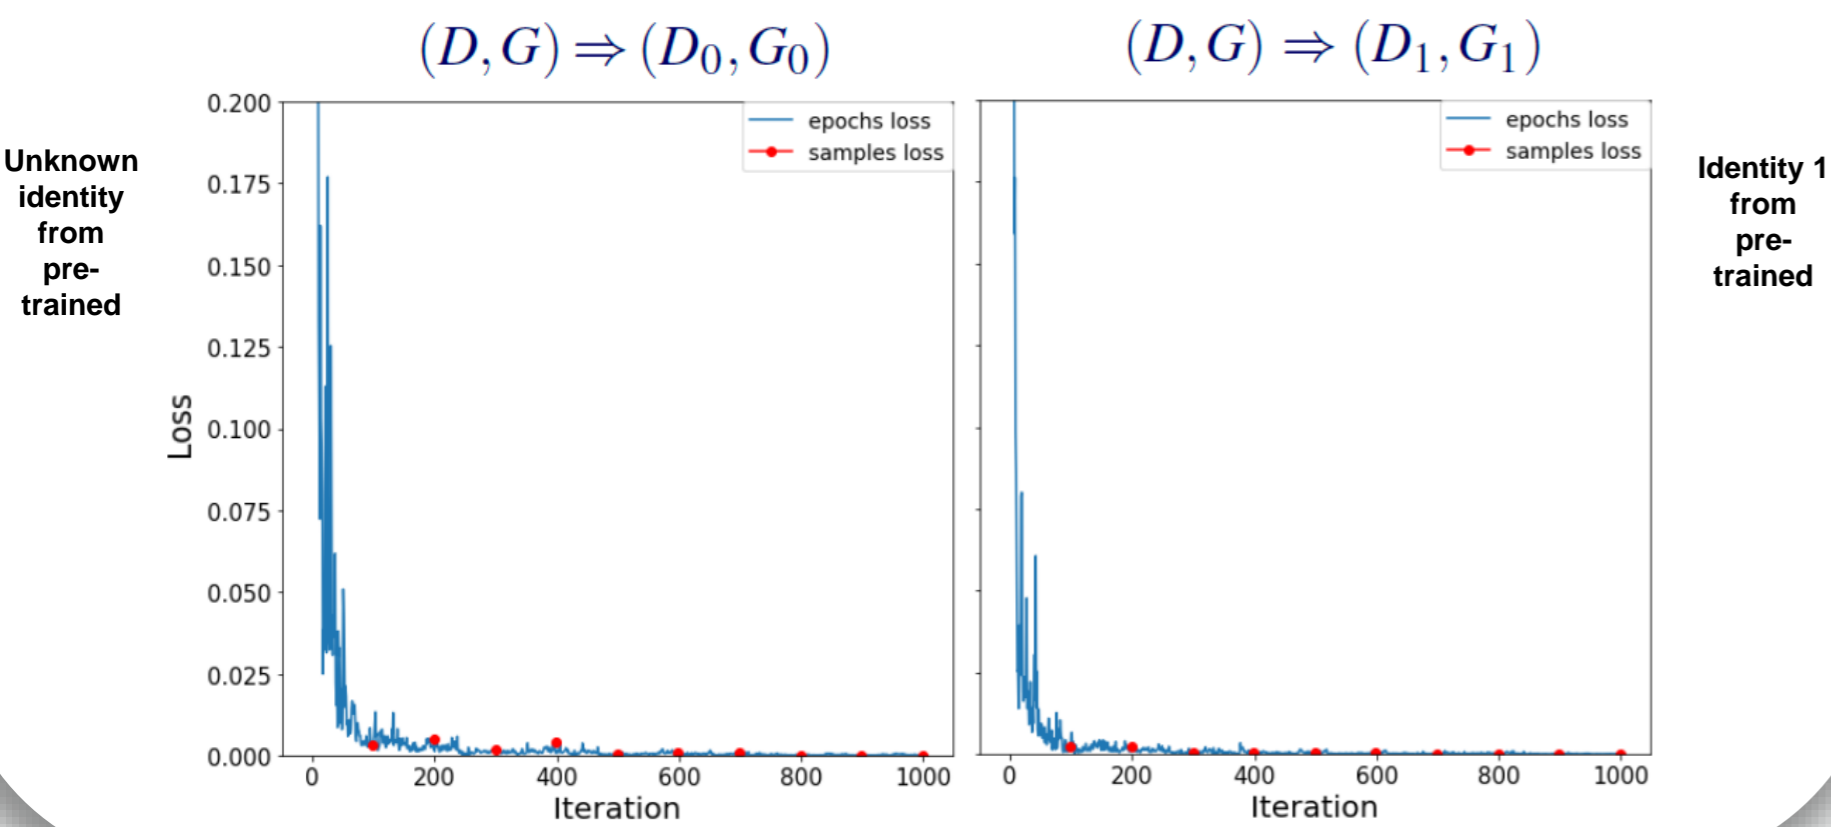 (D, G) ⇒ (D₀, G₀)
(D, G) ⇒ (D₁, G₁)
Unknown
identity
from
pre-
trained
0.200
0.175
0.150
0.125
0.100
0.075
0.050
0.025
0.000
Loss
epochs loss
samples loss
0 200 400 600 800 1000
Iteration
epochs loss
samples loss
0 200 400 600 800 1000
Iteration
Identity 1
from
pre-
trained